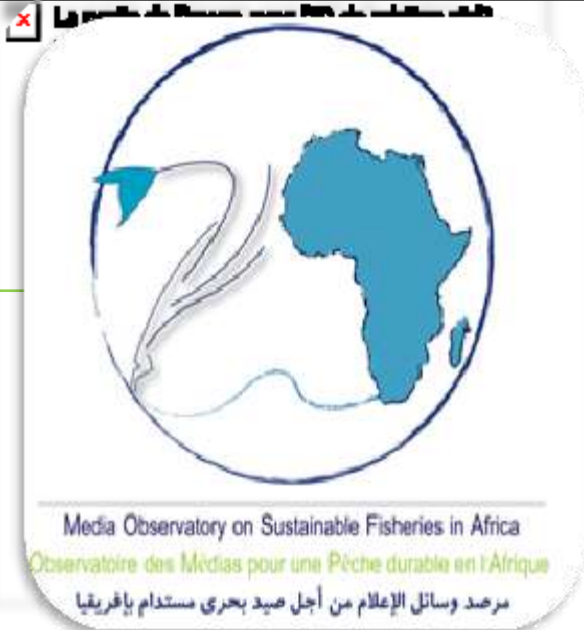 Media Observatory on Sustainable Fisheries in Africa
Observatoire des Médias pour une Pêche durable en l'Afrique
مرصد وسائل الإعلام من أجل صيد بحري مستدام بإفريقيا